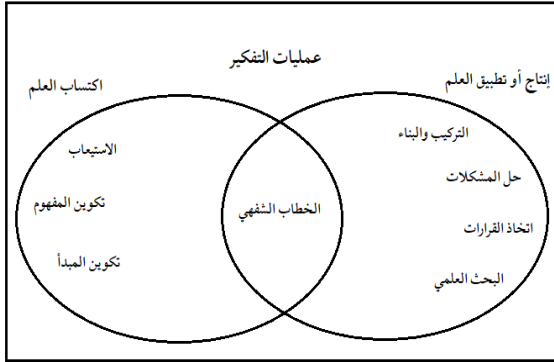 عمليات التفكير
إنتاج أو تطبيق العلم
اكتساب العلم
التركيب والبناء
حل المشكلات
اتخاذ القرارات
البحث العلمي
الخطاب الشفهي
الاستيعاب
تكوين المفهوم
تكوين المبدأ